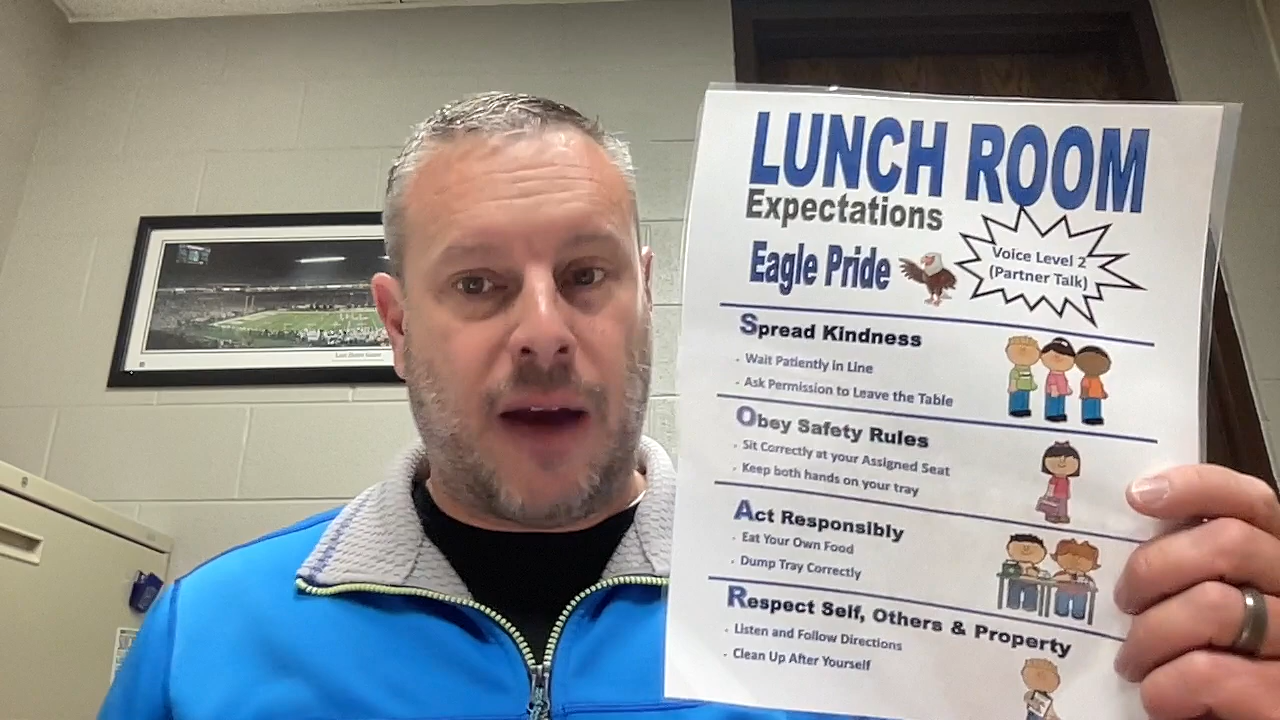 LUNCH ROOM
Expectations
Eagle Pride
Voice Level 2
(Partner Talk)
Spread Kindness
• Wait Patiently in Line
• Ask Permission to Leave the Table
Obey Safety Rules
• Sit Correctly at your Assigned Seat
• Keep both hands on your tray
Act Responsibly
• Eat Your Own Food
• Dump Tray Correctly
Respect Self, Others & Property
• Listen and Follow Directions
• Clean Up After Yourself